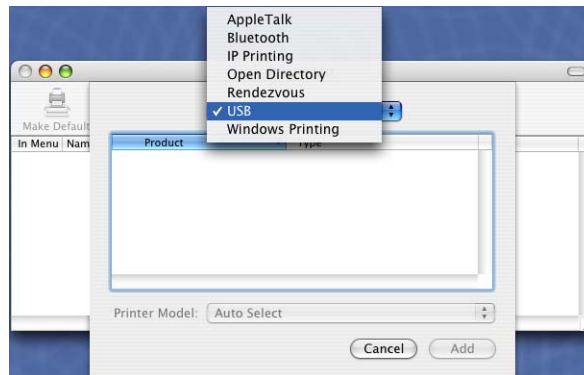 AppleTalk
Bluetooth
IP Printing
Open Directory
Rendezvous
✓ USB
Windows Printing
Make Default
In Menu Nam
Product Type
Printer Model: Auto Select
Cancel Add